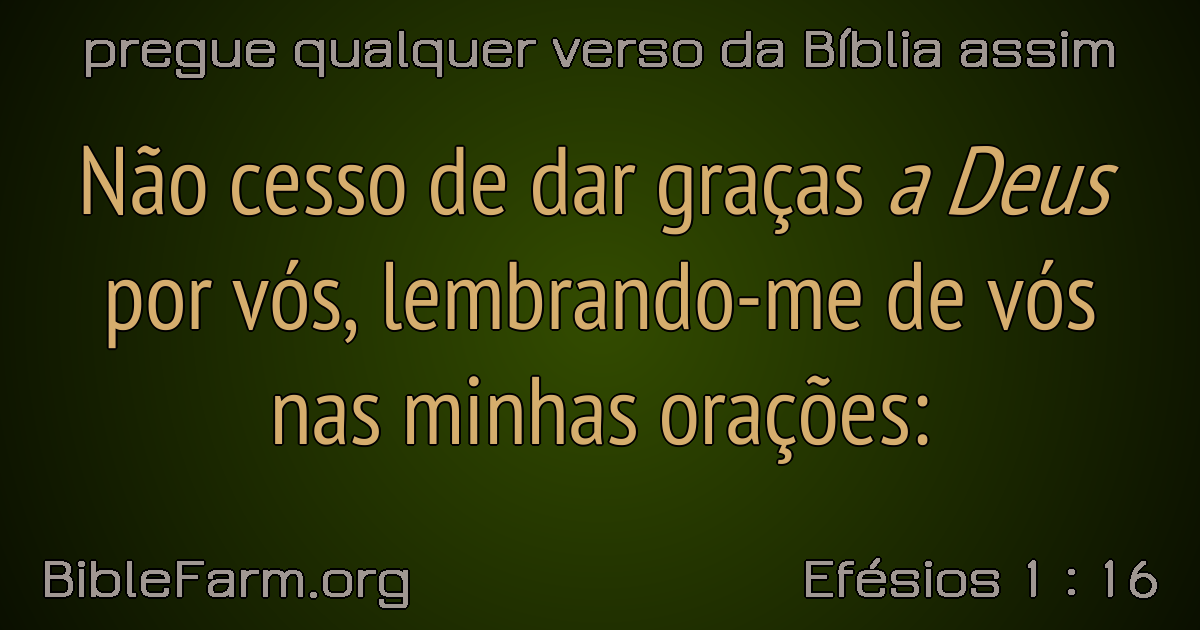 pregue qualquer verso da Bíblia assim
Não cesso de dar graças a Deus
por vós, lembrando-me de vós
nas minhas orações:
BibleFarm.org
Efésios 1 : 16